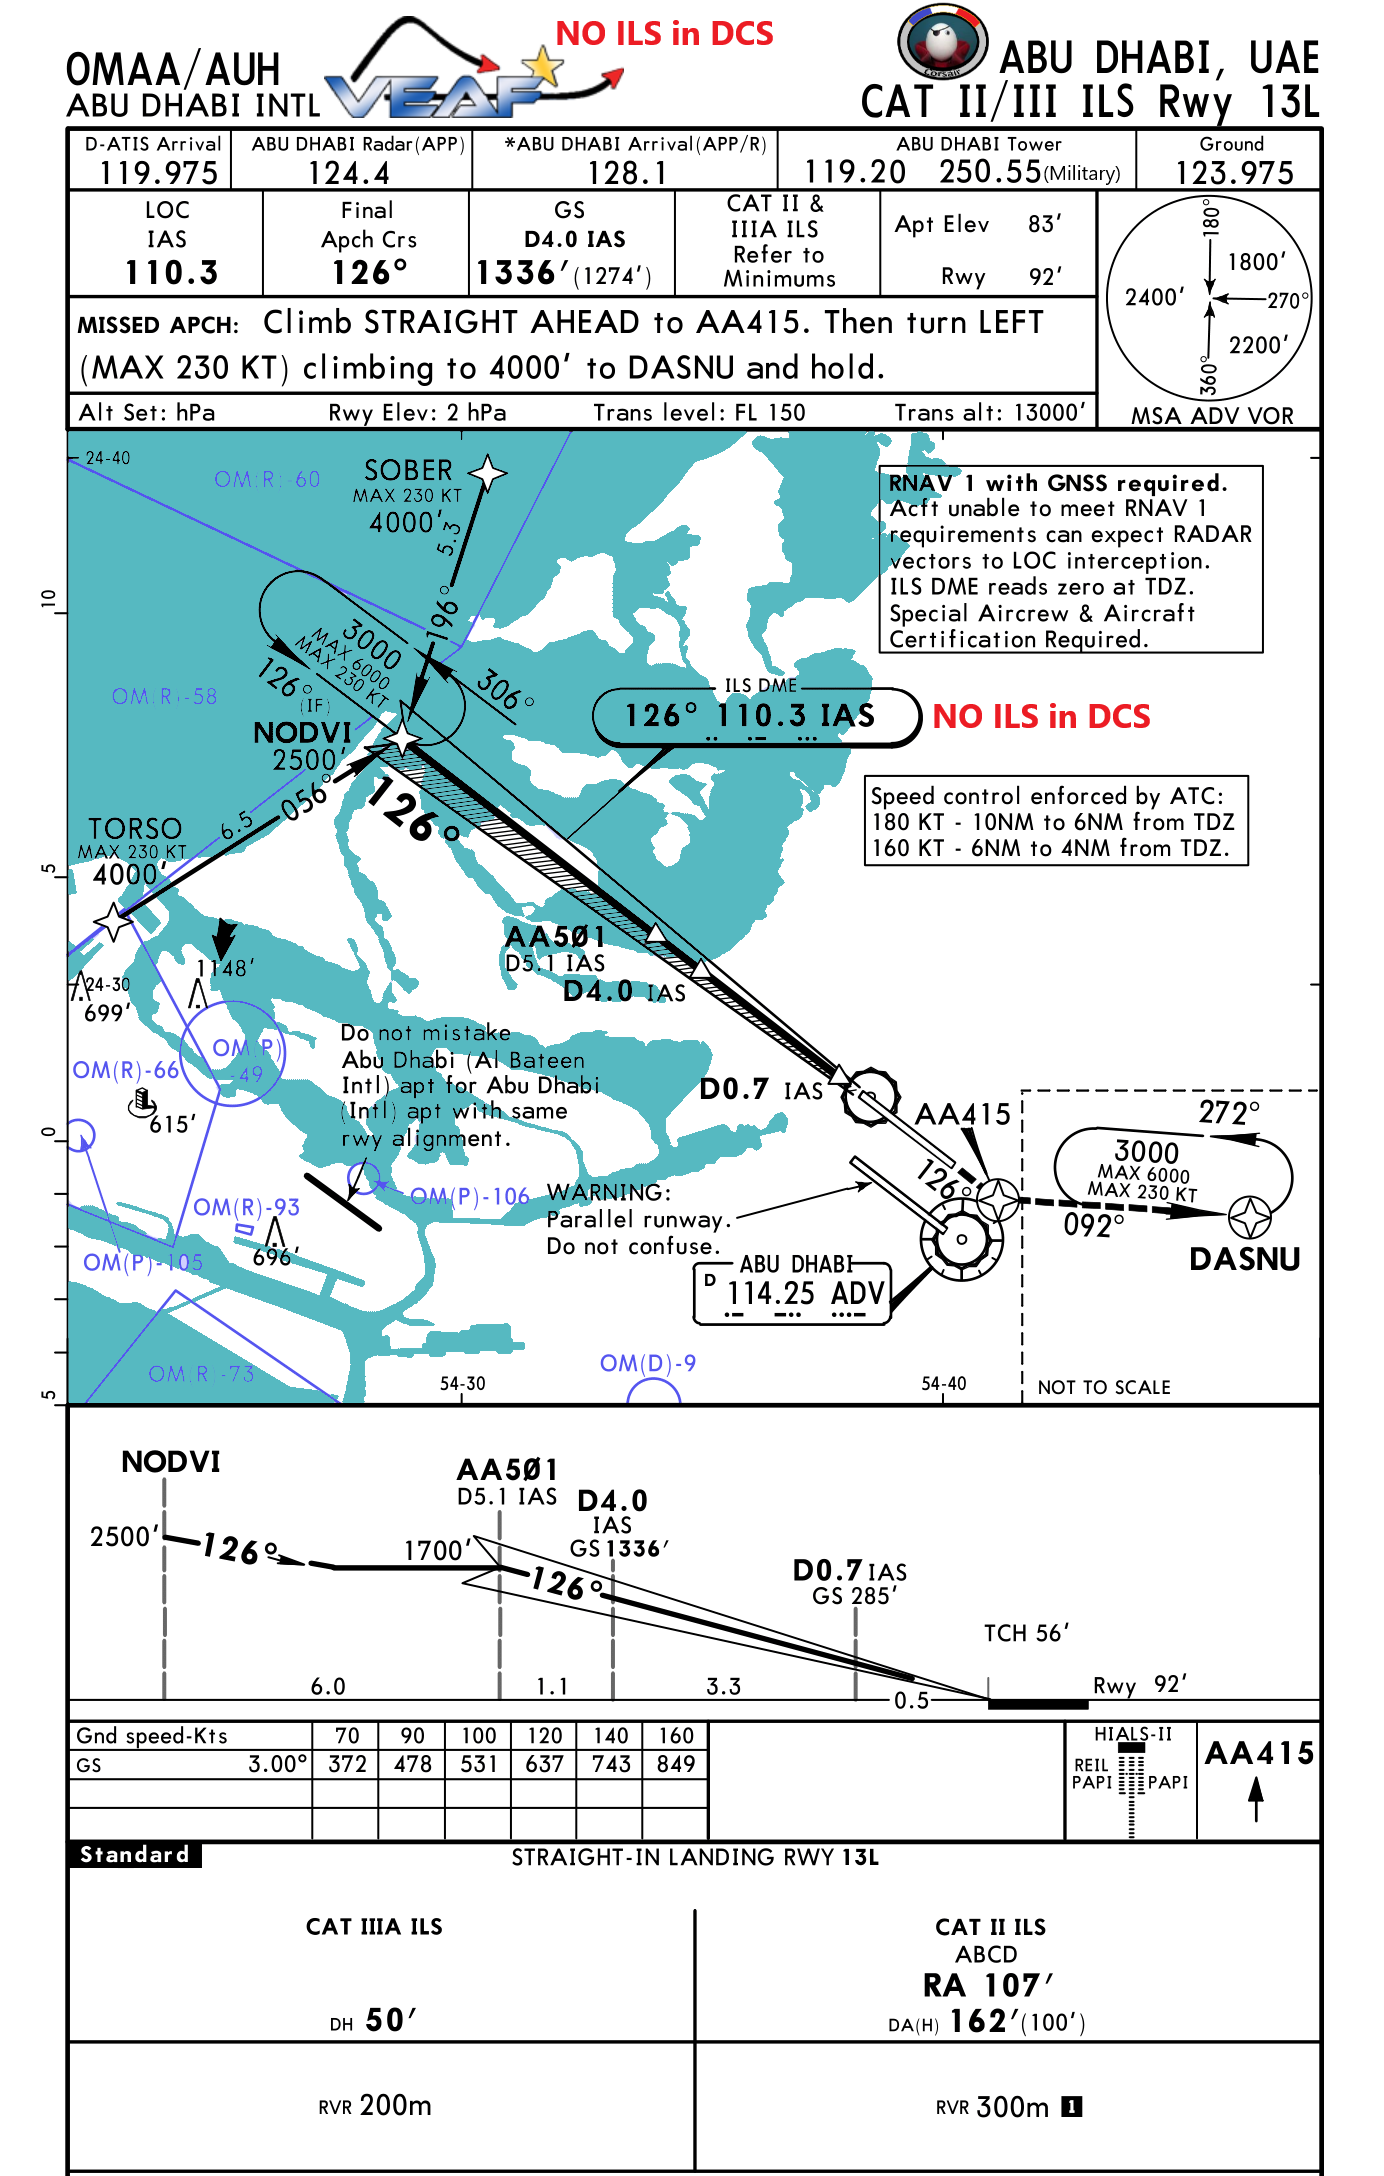 NO ILS in DCS
OMAA/AUH
ABU DHABI INTL
VEAF
Corsair
ABU DHABI, UAE
CAT II/III ILS Rwy 13L
D-ATIS Arrival
119.975
ABU DHABI Radar(APP)
124.4
*ABU DHABI Arrival(APP/R)
128.1
ABU DHABI Tower
119.20 250.55(Military)
Ground
123.975
LOC
IAS
110.3
Final
Apch Crs
126°
GS
D4.0 IAS
1336′(1274′)
CAT II &
IIIA ILS
Refer to
Minimums
Apt Elev 83′
Rwy 92′
180°
1800′
2400′
270°
2200′
360°
MSA ADV VOR
MISSED APCH: Climb STRAIGHT AHEAD to AA415. Then turn LEFT
(MAX 230 KT) climbing to 4000′ to DASNU and hold.
Alt Set: hPa Rwy Elev: 2 hPa Trans level: FL 150 Trans alt: 13000′
24-40
OM(R)-60
SOBER
MAX 230 KT
4000′
5.3
196°
RNAV 1 with GNSS required.
Acft unable to meet RNAV 1
requirements can expect RADAR
vectors to LOC interception.
ILS DME reads zero at TDZ.
Special Aircrew & Aircraft
Certification Required.
10
3000
MAX 6000
MAX 230 KT
126°
306°
OM(R)-58
(IF)
NODVI
2500′
ILS DME
126° 110.3 IAS
NO ILS in DCS
056°
6.5
126°
Speed control enforced by ATC:
180 KT - 10NM to 6NM from TDZ
160 KT - 6NM to 4NM from TDZ.
TORSO
MAX 230 KT
4000′
5
AA5Ø1
D5.1 IAS
D4.0 IAS
1148′
24-30
699′
OM(P)
-49
OM(R)-66
615′
Do not mistake
Abu Dhabi (Al Bateen
Intl) apt for Abu Dhabi
(Intl) apt with same
rwy alignment.
D0.7 IAS
AA415
126°
272°
3000
MAX 6000
MAX 230 KT
092°
DASNU
0
OM(R)-93
OM(P)-106
WARNING:
Parallel runway.
Do not confuse.
696′
OM(P)-105
ABU DHABI
D 114.25 ADV
OM(R)-73
OM(D)-9
5
54-30
54-40
NOT TO SCALE
NODVI
AA5Ø1
D5.1 IAS
D4.0
IAS
GS 1336′
2500′
126°
1700′
126°
D0.7 IAS
GS 285′
TCH 56′
6.0
1.1
3.3
0.5
Rwy 92′
Gnd speed-Kts 70 90 100 120 140 160
GS 3.00° 372 478 531 637 743 849
HIALS-II
REIL
PAPI PAPI
AA415
Standard
STRAIGHT-IN LANDING RWY 13L
CAT IIIA ILS
DH 50′
CAT II ILS
ABCD
RA 107′
DA(H) 162′(100′)
RVR 200m
RVR 300m 1